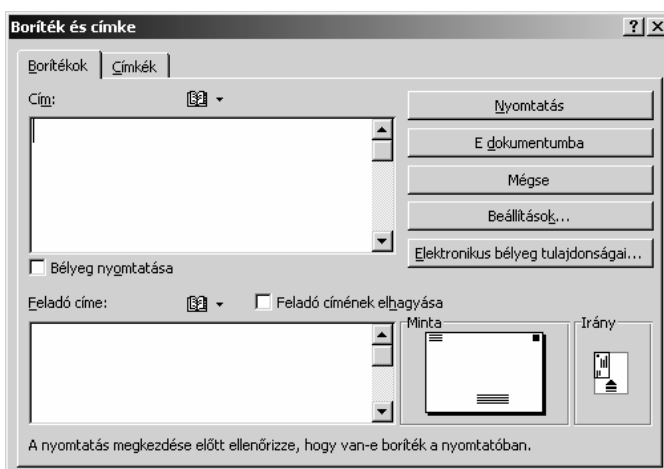 Boríték és címke
Borítékok Címkék
Cím:
Nyomtatás
E dokumentumba
Mégse
Beállítások...
Elektronikus bélyeg tulajdonságai...
Bélyeg nyomtatása
Feladó címe: Feladó címének elhagyása
Minta Irány
A nyomtatás megkezdése előtt ellenőrizze, hogy van-e boríték a nyomtatóban.